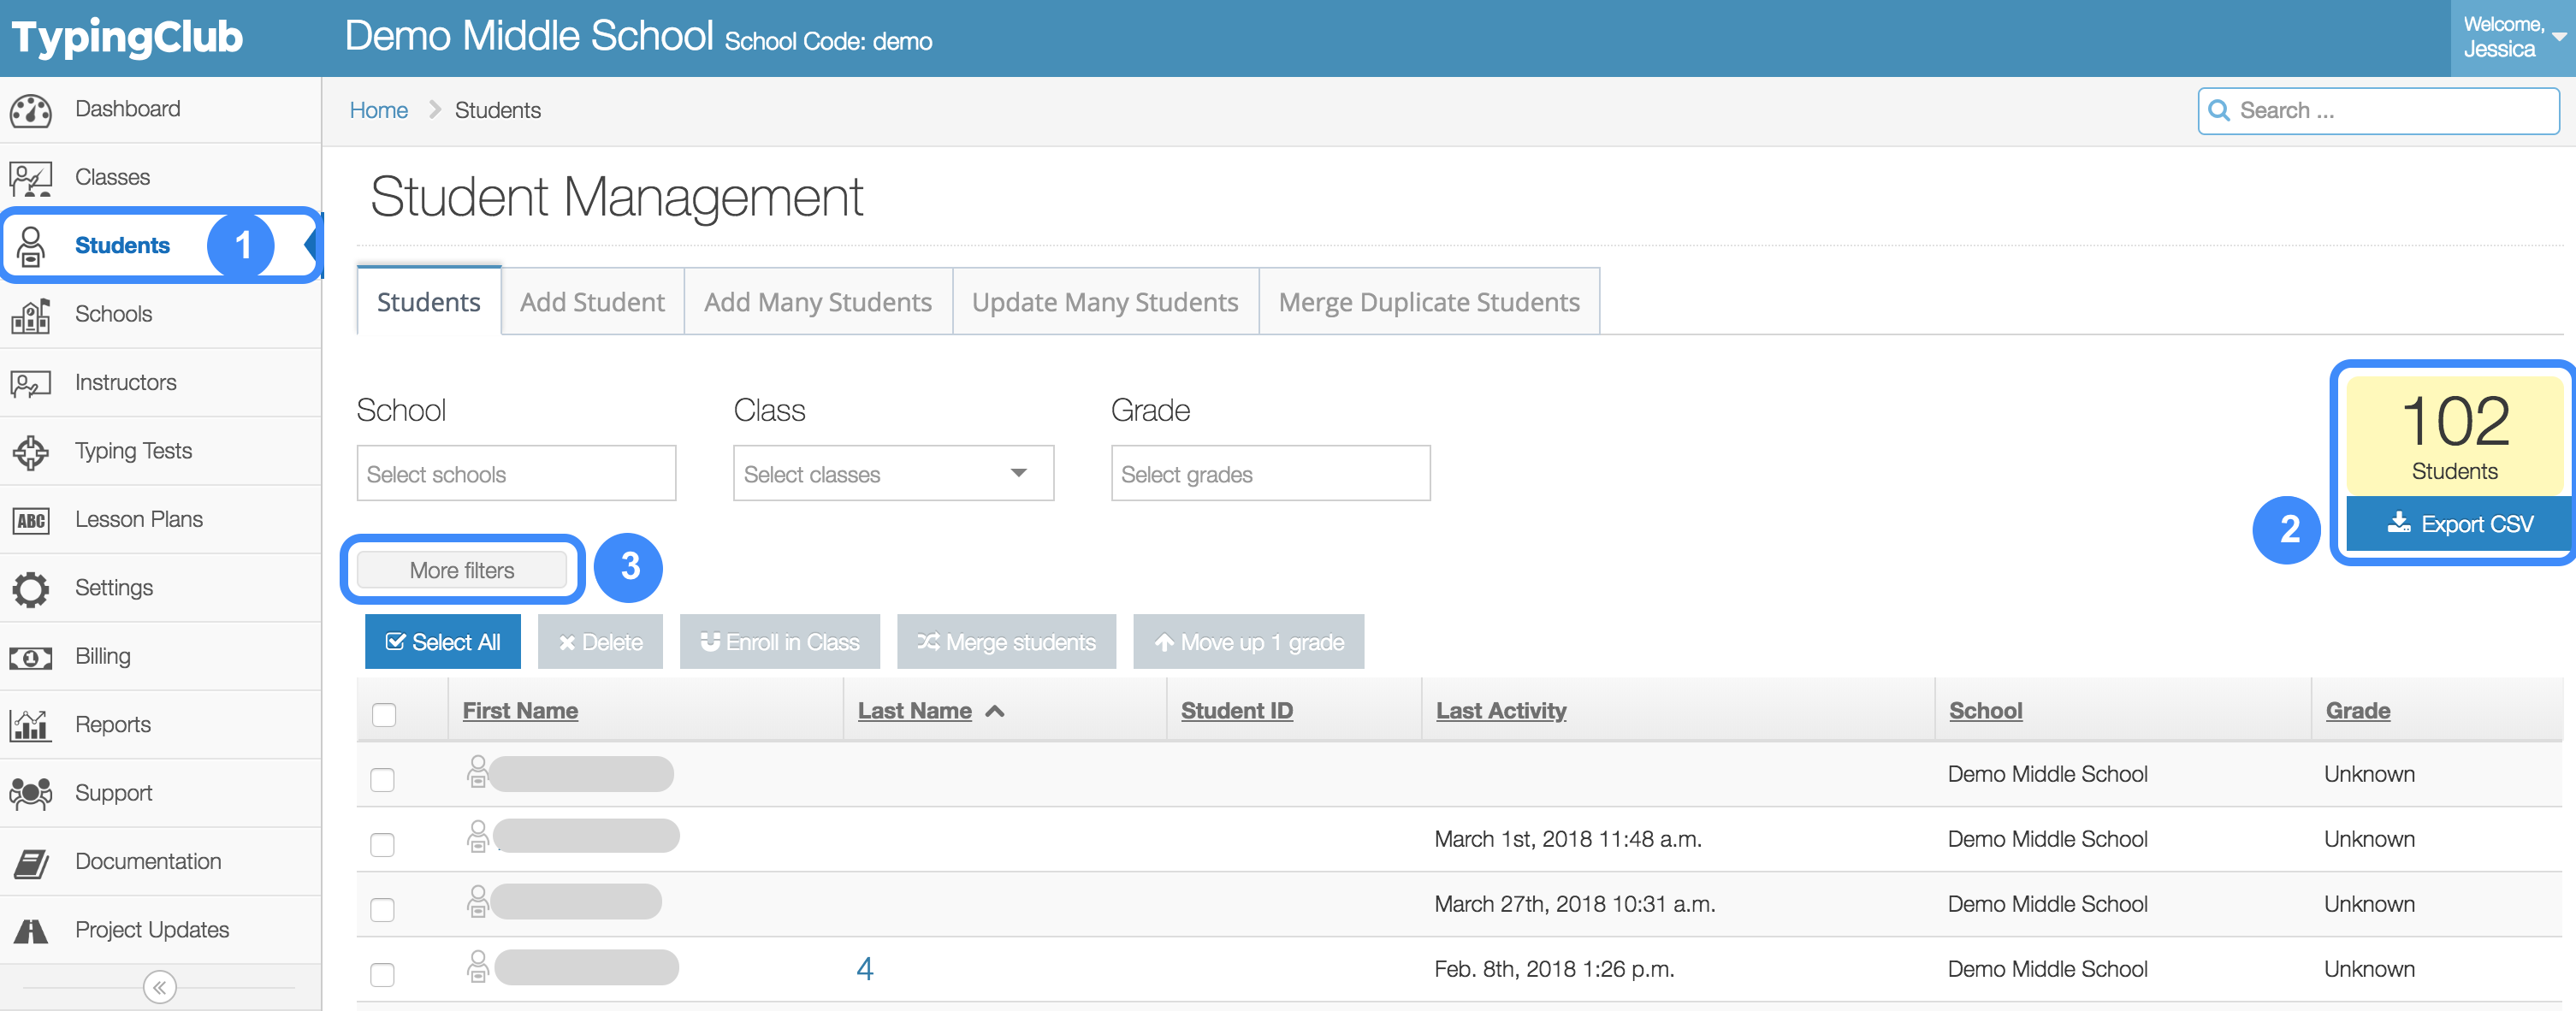 TypingClub
Demo Middle School School Code: demo
Welcome,
Jessica
Dashboard
Classes
Students 1
Schools
Instructors
Typing Tests
ABC Lesson Plans
Settings
1 Billing
Reports
Support
Documentation
Project Updates
Home Students
Search ...
Student Management
Students Add Student Add Many Students Update Many Students Merge Duplicate Students
School Class Grade
Select schools Select classes Select grades
102
Students
2 Export CSV
More filters 3
Select All Delete Enroll in Class Merge students Move up 1 grade
First Name Last Name Student ID Last Activity School Grade
Demo Middle School Unknown
March 1st, 2018 11:48 a.m. Demo Middle School Unknown
March 27th, 2018 10:31 a.m. Demo Middle School Unknown
4 Feb. 8th, 2018 1:26 p.m. Demo Middle School Unknown